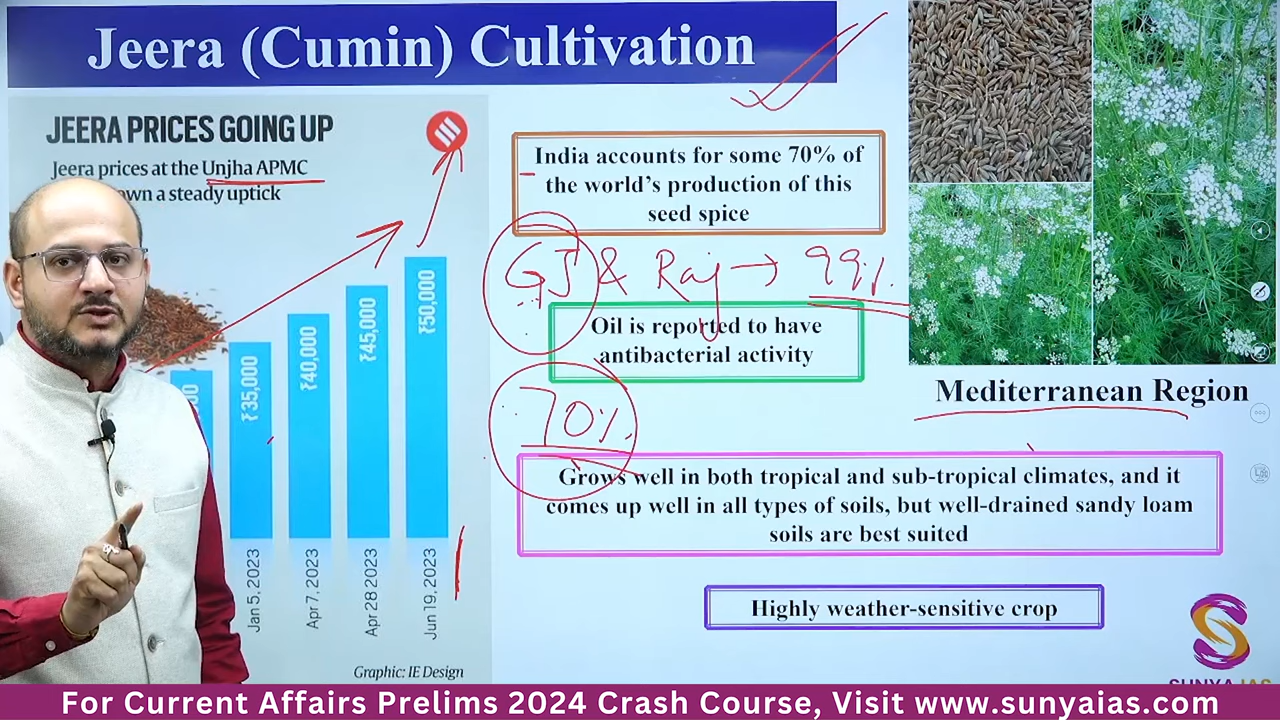 Jeera (Cumin) Cultivation
JEERA PRICES GOING UP
Jeera prices at the Unjha APMC
wn a steady uptick
00
₹35,000
₹40,000
₹45,000
₹50,000
Jan 5, 2023
Apr 7, 2023
Apr 28 2023
Jun 19, 2023
Graphic: IE Design
India accounts for some 70% of
the world's production of this
seed spice
GJ & Raj → 99%.
Oil is reported to have
antibacterial activity
70%.
Mediterranean Region
Grows well in both tropical and sub-tropical climates, and it
comes up well in all types of soils, but well-drained sandy loam
soils are best suited
Highly weather-sensitive crop
SUNYA IAS
For Current Affairs Prelims 2024 Crash Course, Visit www.sunyaias.com